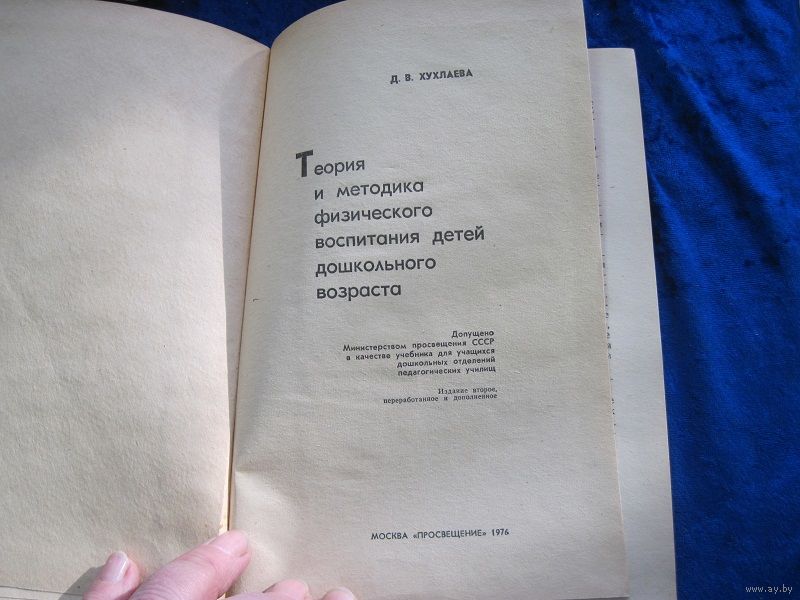 Д. В. ХУХЛАЕВА
Теория
и методика
физического
воспитания детей
дошкольного
возраста
Допущено
Министерством просвещения СССР
в качестве учебника для учащихся
дошкольных отделений
педагогических училищ
Издание второе,
переработанное и дополненное
МОСКВА «ПРОСВЕЩЕНИЕ» 1976
www.ay.by